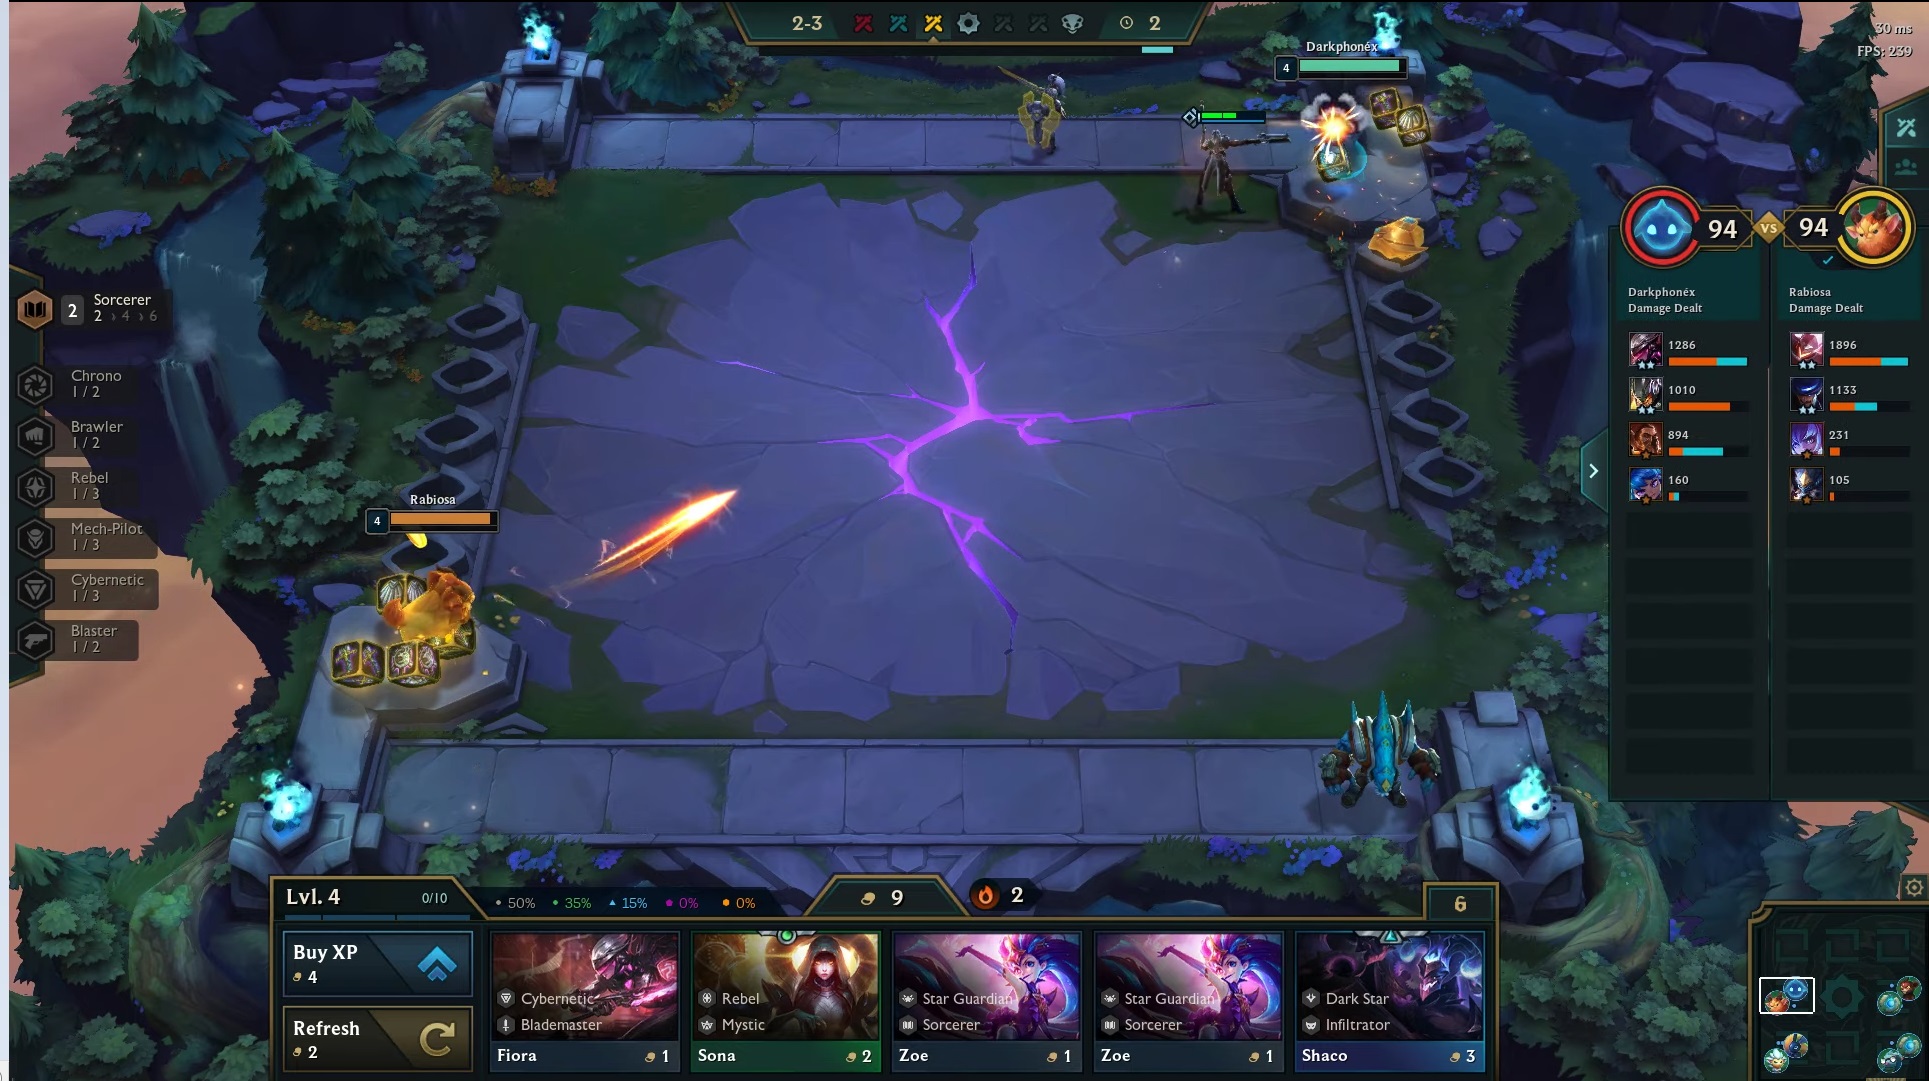 2-3
2
30 ms
FPS: 239
Darkphonéx
4
94
VS
94
Darkphonéx
Damage Dealt
Rabiosa
Damage Dealt
1286
1896
1010
1133
894
231
160
105
2
Sorcerer
2 › 4 › 6
Chrono
1 / 2
Brawler
1 / 2
Rebel
1 / 3
Mech-Pilot
1 / 3
Cybernetic
1 / 3
Blaster
1 / 2
Rabiosa
4
Lvl. 4
0/10
50%
35%
15%
0%
0%
9
2
6
Buy XP
4
Refresh
2
Cybernetic
Blademaster
Fiora
1
Rebel
Mystic
Sona
2
Star Guardian
Sorcerer
Zoe
1
Star Guardian
Sorcerer
Zoe
1
Dark Star
Infiltrator
Shaco
3